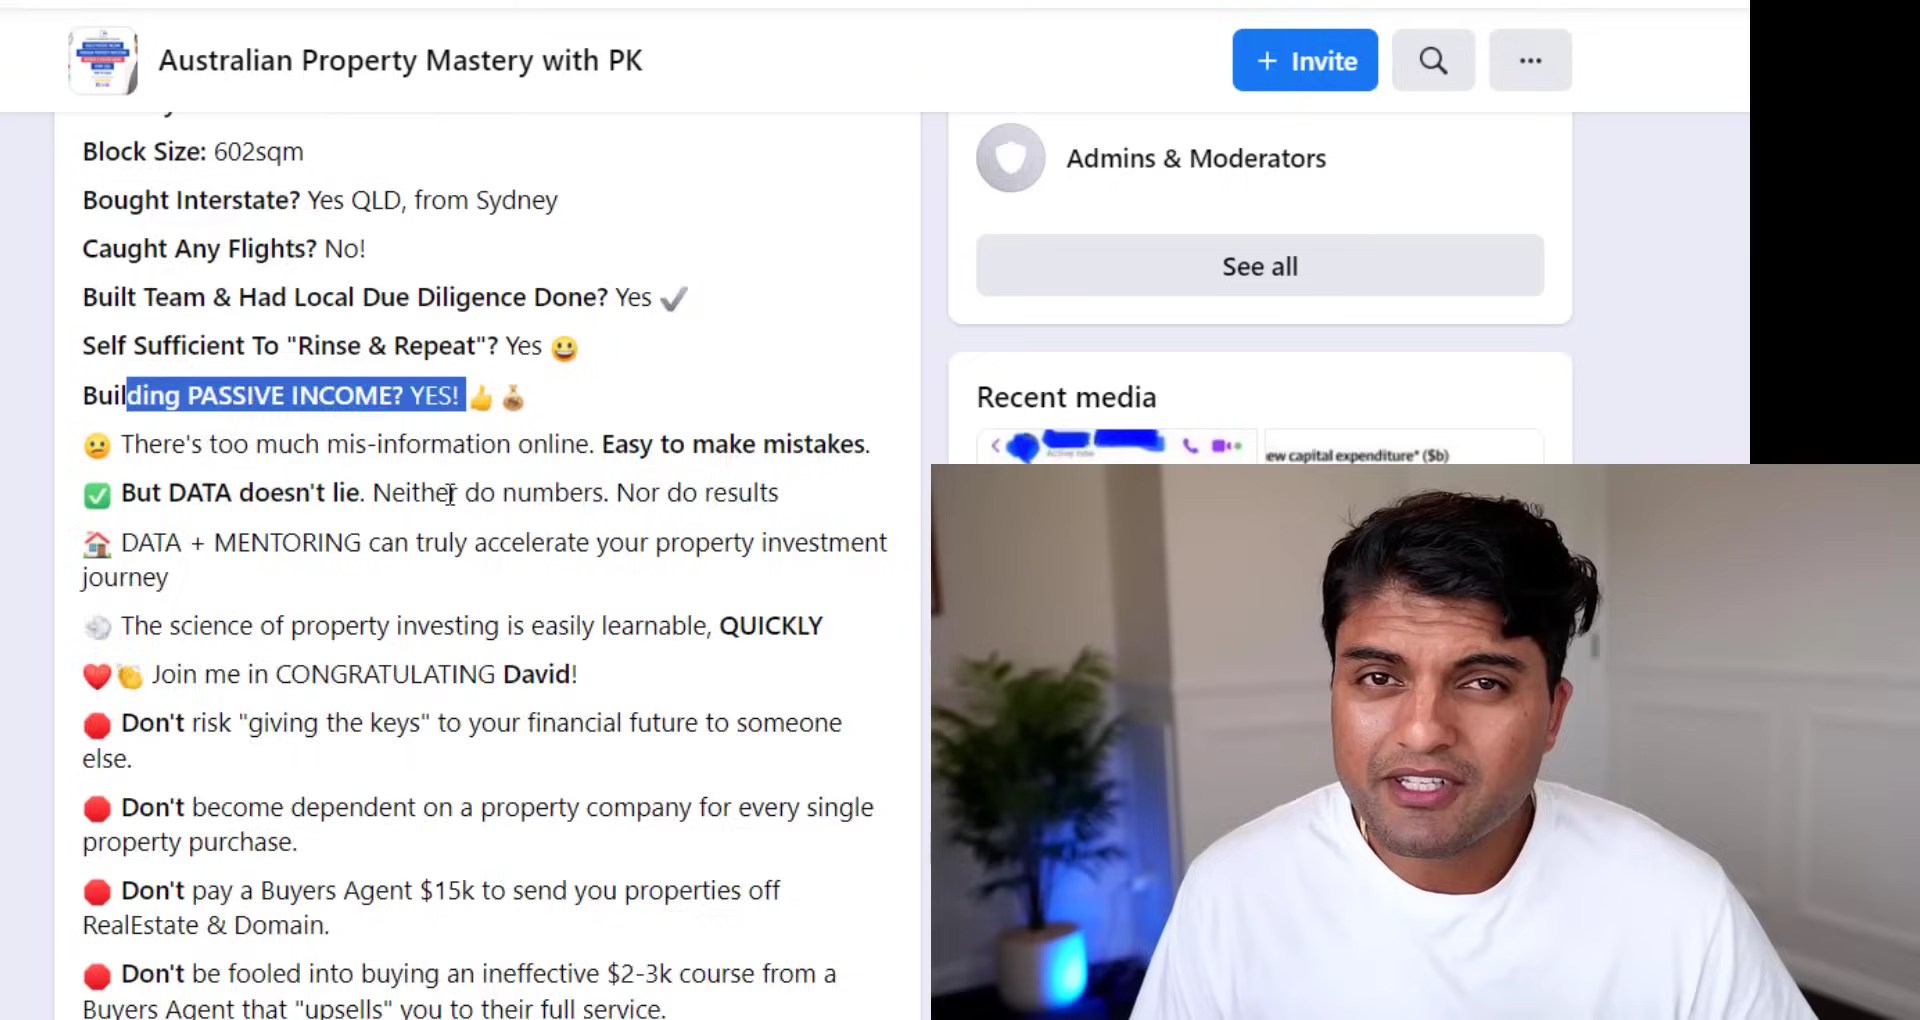 Australian Property Mastery with PK
+ Invite
Block Size: 602sqm
Bought Interstate? Yes QLD, from Sydney
Caught Any Flights? No!
Built Team & Had Local Due Diligence Done? Yes ✔
Self Sufficient To "Rinse & Repeat"? Yes 😀
Building PASSIVE INCOME? YES! 👍 💰
😕 There's too much mis-information online. Easy to make mistakes.
✅ But DATA doesn't lie. Neither do numbers. Nor do results
🏠 DATA + MENTORING can truly accelerate your property investment
journey
💨 The science of property investing is easily learnable, QUICKLY
❤️👏 Join me in CONGRATULATING David!
🛑 Don't risk "giving the keys" to your financial future to someone
else.
🛑 Don't become dependent on a property company for every single
property purchase.
🛑 Don't pay a Buyers Agent $15k to send you properties off
RealEstate & Domain.
🛑 Don't be fooled into buying an ineffective $2-3k course from a
Buyers Agent that "upsells" you to their full service.
Admins & Moderators
See all
Recent media
Active now
ew capital expenditure* ($b)